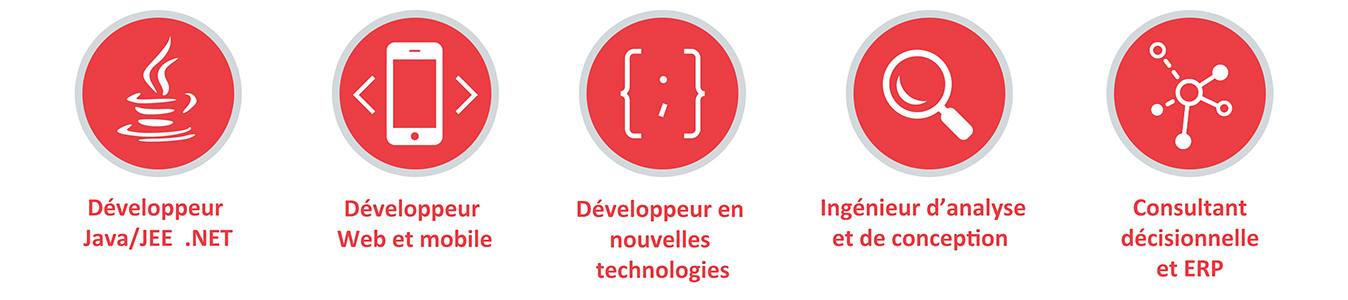 Développeur
Java/JEE .NET
Développeur
Web et mobile
Développeur en
nouvelles
technologies
Ingénieur d’analyse
et de conception
Consultant
décisionnelle
et ERP